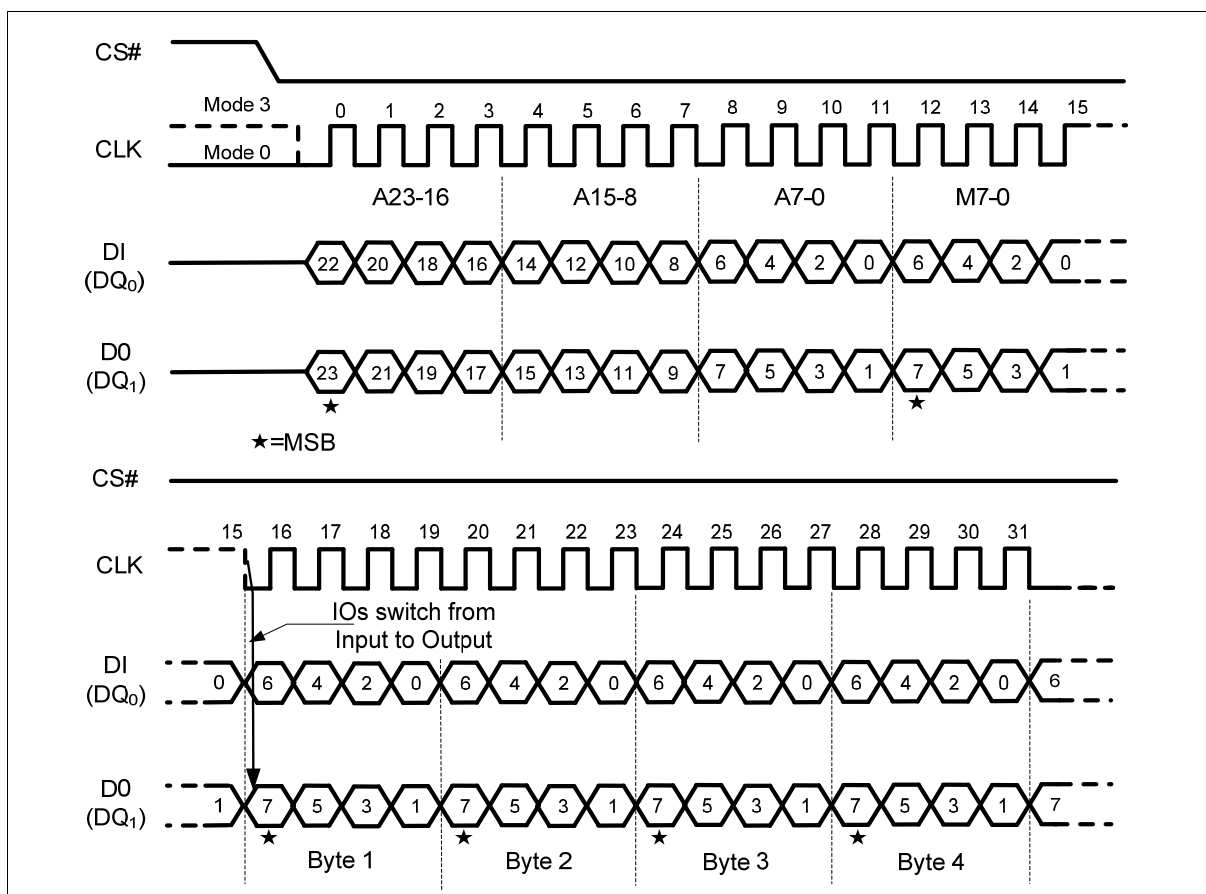 CS#
Mode 3
0 1 2 3 4 5 6 7 8 9 10 11 12 13 14 15
CLK
Mode 0
A23-16 A15-8 A7-0 M7-0
DI
(DQ0)
22 20 18 16 14 12 10 8 6 4 2 0 6 4 2 0
D0
(DQ1)
23 21 19 17 15 13 11 9 7 5 3 1 7 5 3 1
★ ★
★=MSB
CS#
15 16 17 18 19 20 21 22 23 24 25 26 27 28 29 30 31
CLK
IOs switch from
Input to Output
DI
(DQ0)
0 6 4 2 0 6 4 2 0 6 4 2 0 6 4 2 0 6
D0
(DQ1)
1 7 5 3 1 7 5 3 1 7 5 3 1 7 5 3 1 7
★ ★ ★ ★
Byte 1 Byte 2 Byte 3 Byte 4